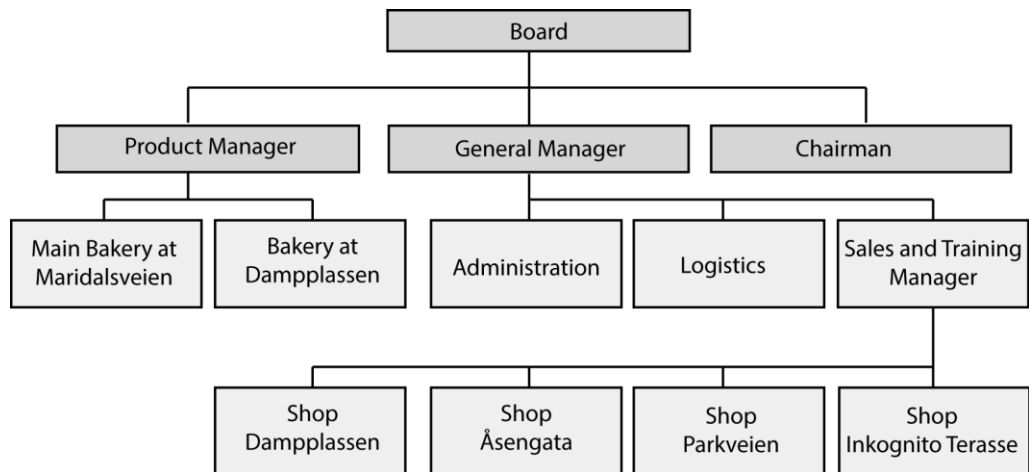 Board
Product Manager
General Manager
Chairman
Main Bakery at
Maridalsveien
Bakery at
Dampplassen
Administration
Logistics
Sales and Training
Manager
Shop
Dampplassen
Shop
Åsengata
Shop
Parkveien
Shop
Inkognito Terasse